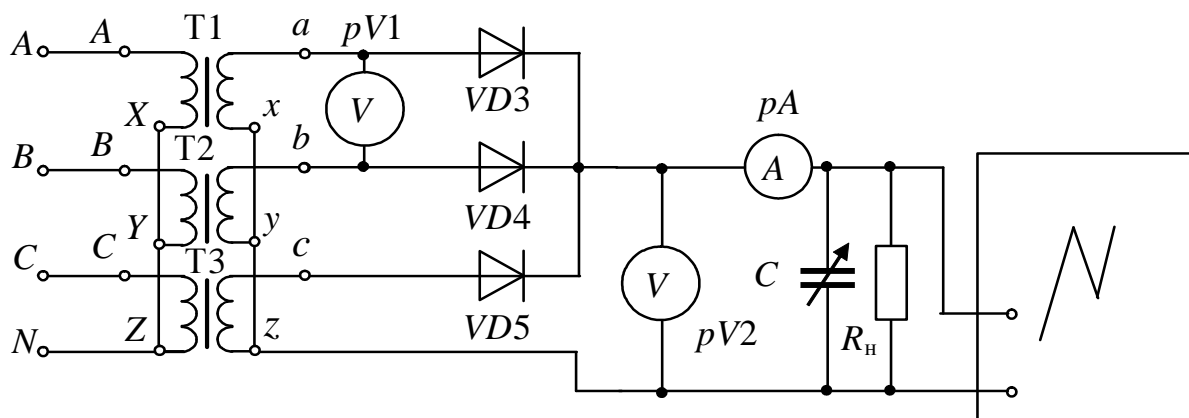 A A T1 a pV1
VD3
X x
V
pA
T2
B B b
A
VD4
Y y
T3
C C c
V
C
VD5
Z z
pV2
Rн
N